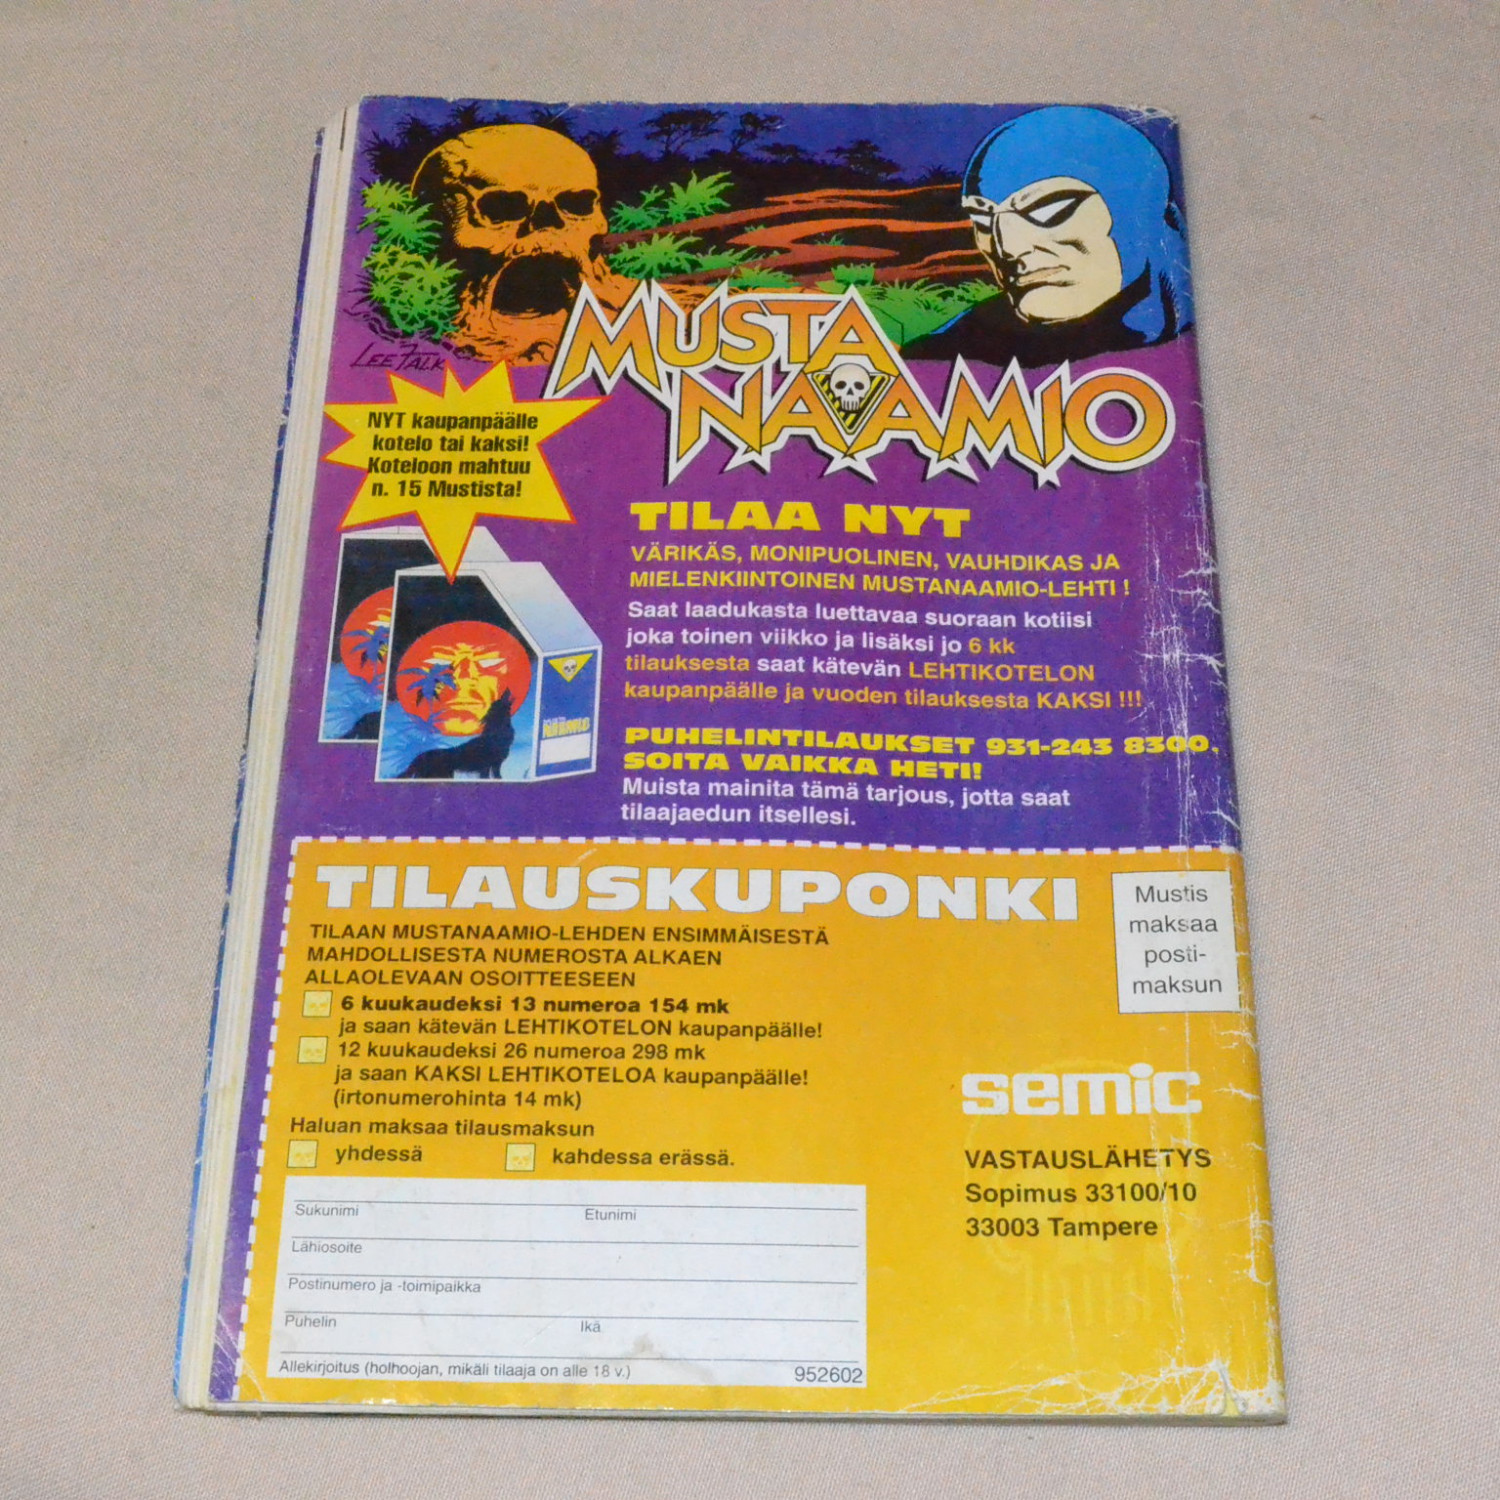 LEE FALK
MUSTA
NAAMIO
NYT kaupanpäälle
kotelo tai kaksi!
Koteloon mahtuu
n. 15 Mustista!
TILAA NYT
VÄRIKÄS, MONIPUOLINEN, VAUHDIKAS JA
MIELENKIINTOINEN MUSTANAAMIO-LEHTI !
Saat laadukasta luettavaa suoraan kotiisi
joka toinen viikko ja lisäksi jo 6 kk
tilauksesta saat kätevän LEHTIKOTELON
kaupanpäälle ja vuoden tilauksesta KAKSI !!!
PUHELINTILAUKSET 931-243 8300,
SOITA VAIKKA HETI!
Muista mainita tämä tarjous, jotta saat
tilaajaedun itsellesi.
TILAUSKUPONKI
TILAAN MUSTANAAMIO-LEHDEN ENSIMMÄISESTÄ
MAHDOLLISESTA NUMEROSTA ALKAEN
ALLAOLEVAAN OSOITTEESEEN
6 kuukaudeksi 13 numeroa 154 mk
ja saan kätevän LEHTIKOTELON kaupanpäälle!
12 kuukaudeksi 26 numeroa 298 mk
ja saan KAKSI LEHTIKOTELOA kaupanpäälle!
(irtonumerohinta 14 mk)
Haluan maksaa tilausmaksun
yhdessä kahdessa erässä.
Sukunimi Etunimi
Lähiosoite
Postinumero ja -toimipaikka
Puhelin Ikä
Allekirjoitus (holhoojan, mikäli tilaaja on alle 18 v.) 952602
Mustis
maksaa
posti-
maksun
semic
VASTAUSLÄHETYS
Sopimus 33100/10
33003 Tampere